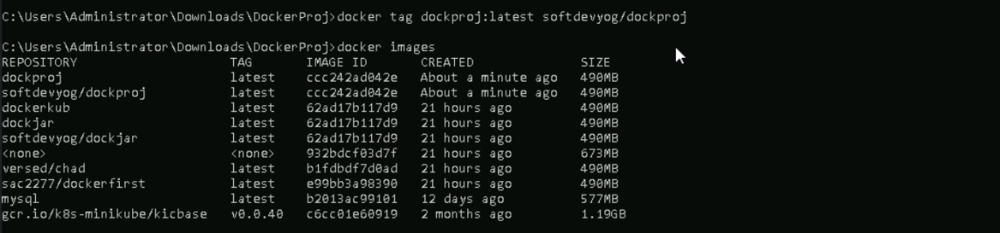 C:\Users\Administrator\Downloads\DockerProj>docker tag dockproj:latest softdevyog/dockproj
C:\Users\Administrator\Downloads\DockerProj>docker images
REPOSITORY TAG IMAGE ID CREATED SIZE
dockproj latest ccc242ad042e About a minute ago 490MB
softdevyog/dockproj latest ccc242ad042e About a minute ago 490MB
dockerkub latest 62ad17b117d9 21 hours ago 490MB
dockjar latest 62ad17b117d9 21 hours ago 490MB
softdevyog/dockjar latest 62ad17b117d9 21 hours ago 490MB
<none> <none> 932bdcf03d7f 21 hours ago 673MB
versed/chad latest b1fdbdf7d0ad 21 hours ago 490MB
sac2277/dockerfirst latest e99bb3a98390 21 hours ago 490MB
mysql latest b2013ac99101 12 days ago 577MB
gcr.io/k8s-minikube/kicbase v0.0.40 c6cc01e60919 2 months ago 1.19GB